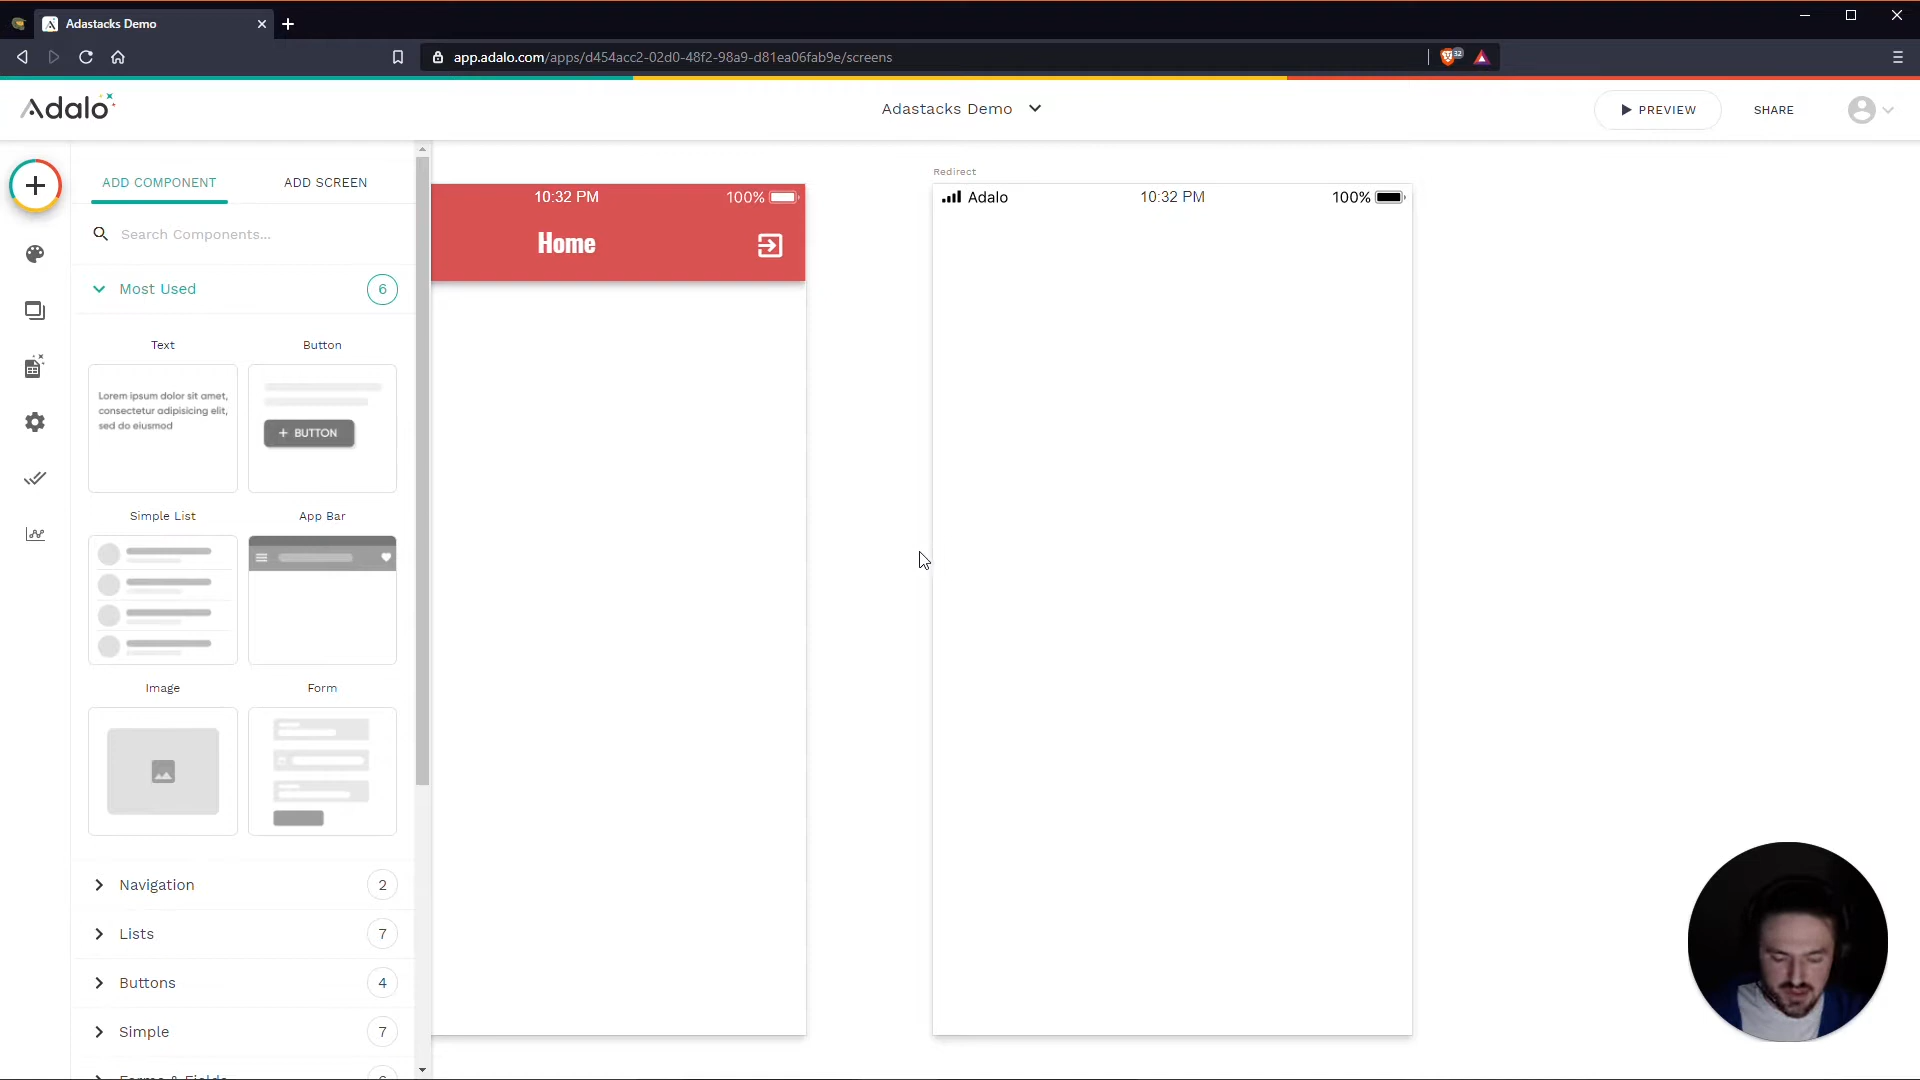 Adastacks Demo
app.adalo.com/apps/d454acc2-02d0-48f2-98a9-d81ea06fab9e/screens
32
Adalo
Adastacks Demo
PREVIEW
SHARE
ADD COMPONENT
ADD SCREEN
Search Components...
Most Used
6
Text
Button
Lorem ipsum dolor sit amet,
consectetur adipisicing elit,
sed do eiusmod
+ BUTTON
Simple List
App Bar
Image
Form
Navigation
2
Lists
7
Buttons
4
Simple
7
10:32 PM
100%
Home
Redirect
Adalo
10:32 PM
100%